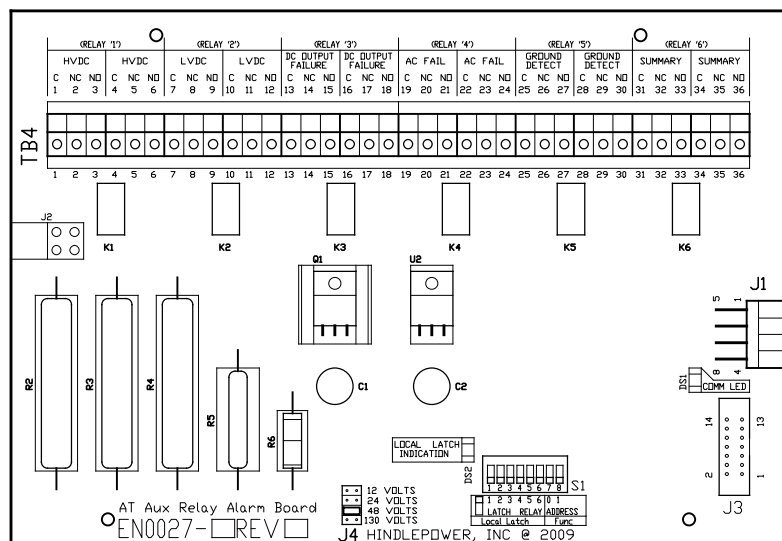 (RELAY '1') (RELAY '2') (RELAY '3') (RELAY '4') (RELAY '5') (RELAY '6')
HVDC HVDC LVDC LVDC DC OUTPUT FAILURE DC OUTPUT FAILURE AC FAIL AC FAIL GROUND DETECT GROUND DETECT SUMMARY SUMMARY
C NC NO C NC NO C NC NO C NC NO C NC NO C NC NO C NC NO C NC NO C NC NO C NC NO C NC NO C NC NO
1 2 3 4 5 6 7 8 9 10 11 12 13 14 15 16 17 18 19 20 21 22 23 24 25 26 27 28 29 30 31 32 33 34 35 36
TB4
1 2 3 4 5 6 7 8 9 10 11 12 13 14 15 16 17 18 19 20 21 22 23 24 25 26 27 28 29 30 31 32 33 34 35 36
J2
K1 K2 K3 K4 K5 K6
Q1 U2
J1
5 1
8 4
R2 R3 R4 R5 R6
C1 C2
DS1
COMM LED
14 13
2 1
J3
LOCAL LATCH
INDICATION
DS2
1 2 3 4 5 6 7 8
S1
1 2 3 4 5 6 0 1
LATCH RELAY ADDRESS
Local Latch Func
12 VOLTS
24 VOLTS
48 VOLTS
130 VOLTS
AT Aux Relay Alarm Board
EN0027- REV
J4 HINDLEPOWER, INC @ 2009